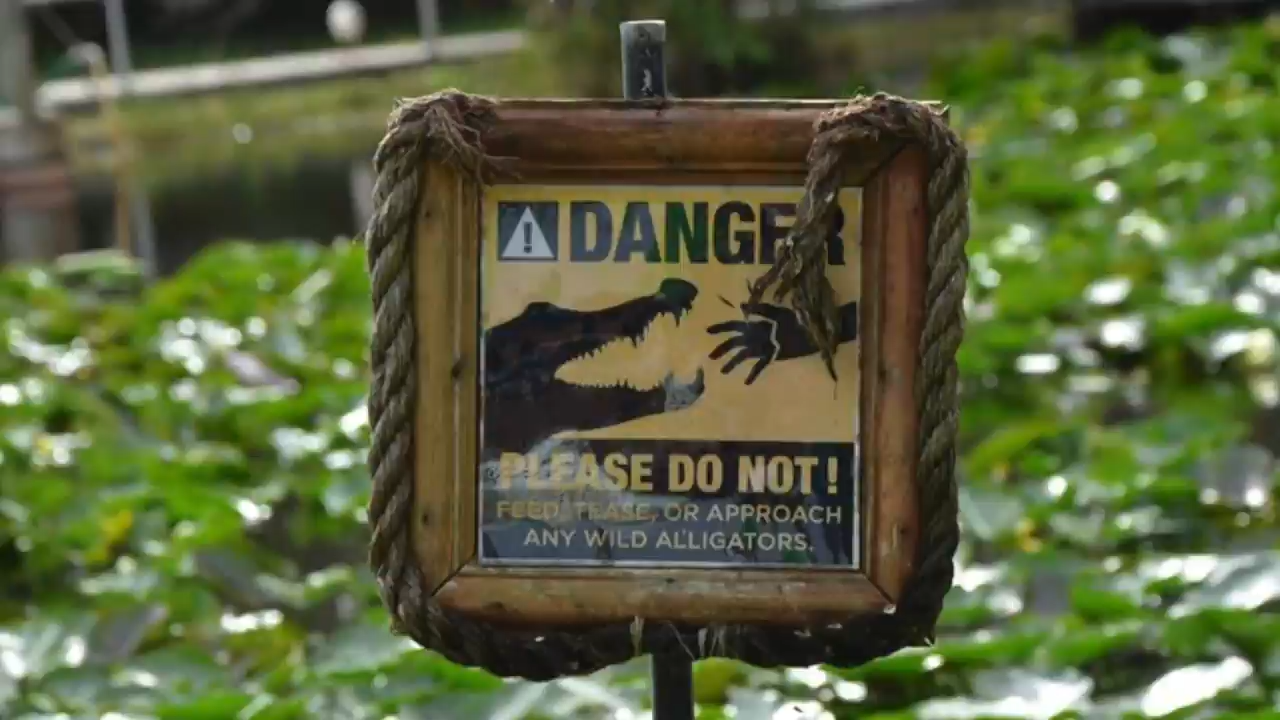 DANGER
PLEASE DO NOT!
FEED, TEASE, OR APPROACH
ANY WILD ALLIGATORS.